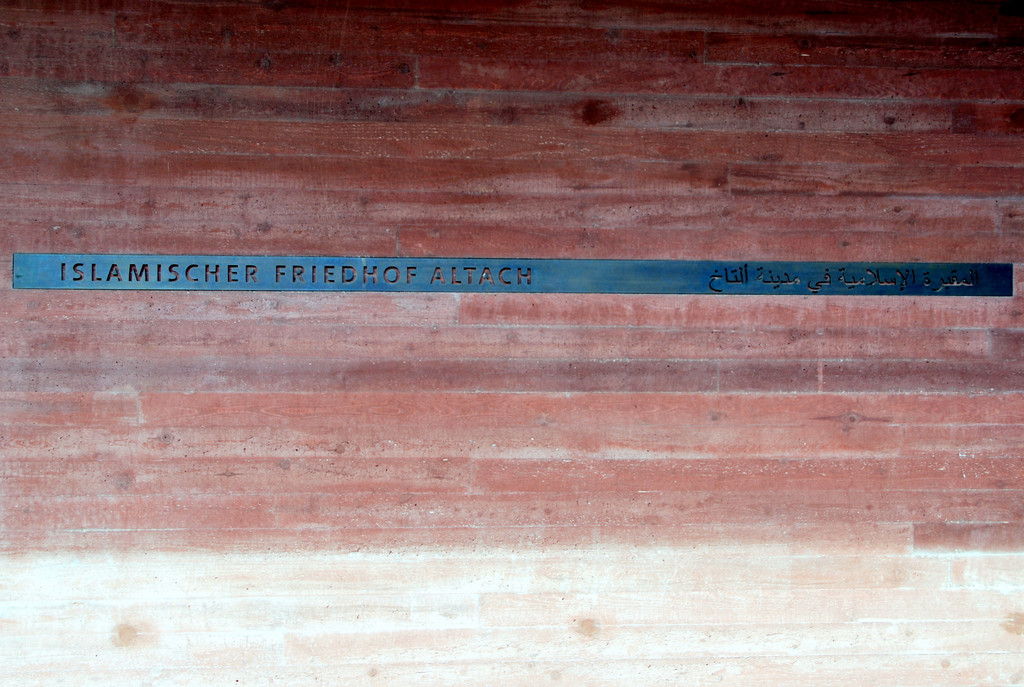 ISLAMISCHER FRIEDHOF ALTACH
المقبرة الإسلامية في مدينة ألتاخ